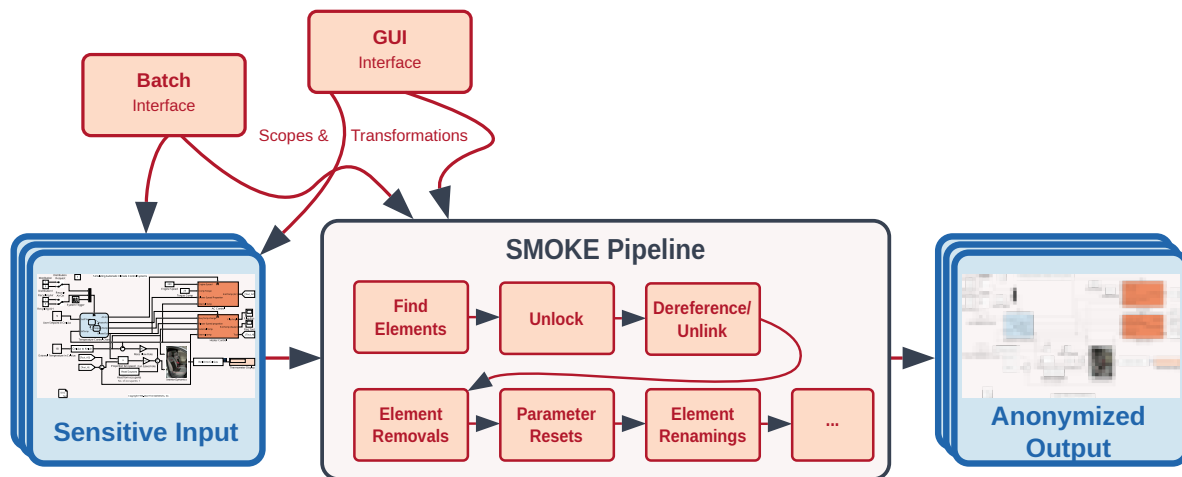 GUI
Interface
Batch
Interface
Scopes & Transformations
SMOKE Pipeline
Find
Elements
Unlock
Dereference/
Unlink
Element
Removals
Parameter
Resets
Element
Renamings
...
Sensitive Input
Anonymized
Output